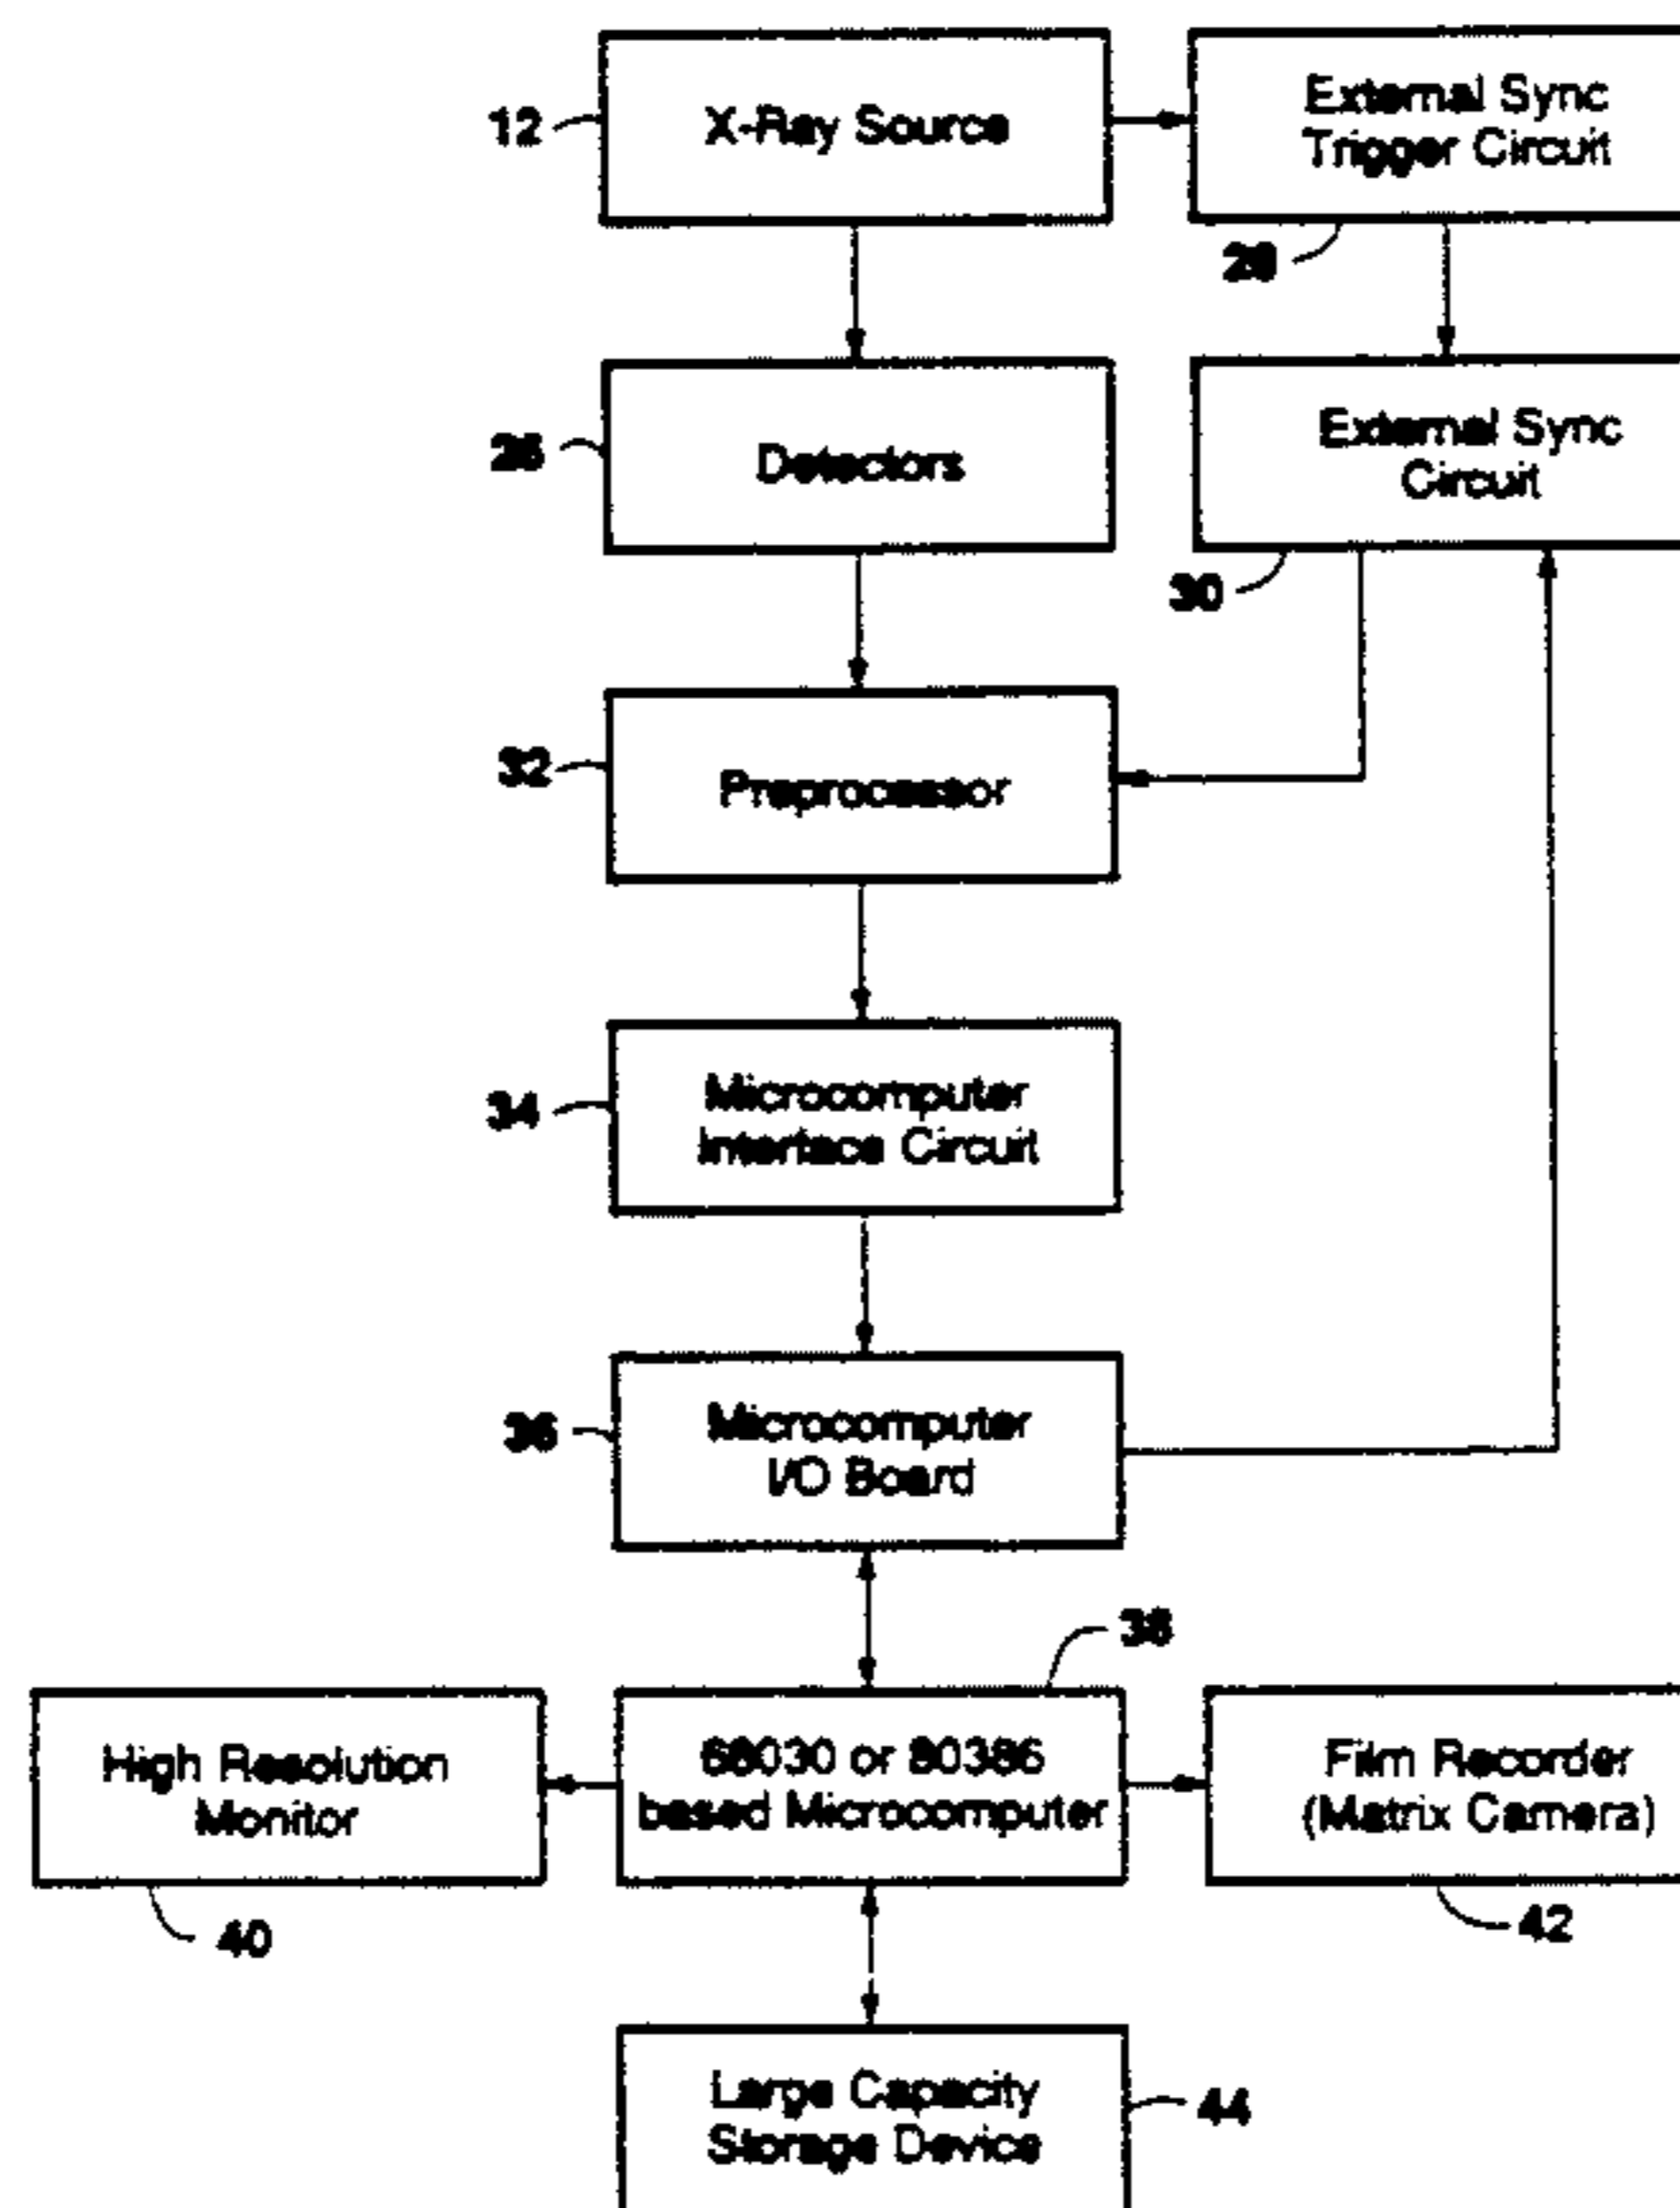 12
X-Ray Source
External Sync
Trigger Circuit
28
Detectors
External Sync
Circuit
30
32
Preprocessor
34
Microcomputer
Interface Circuit
36
Microcomputer
I/O Board
38
High Resolution
Monitor
68030 or 80386
based Microcomputer
Film Recorder
(Matrix Camera)
40
42
Large Capacity
Storage Device
44